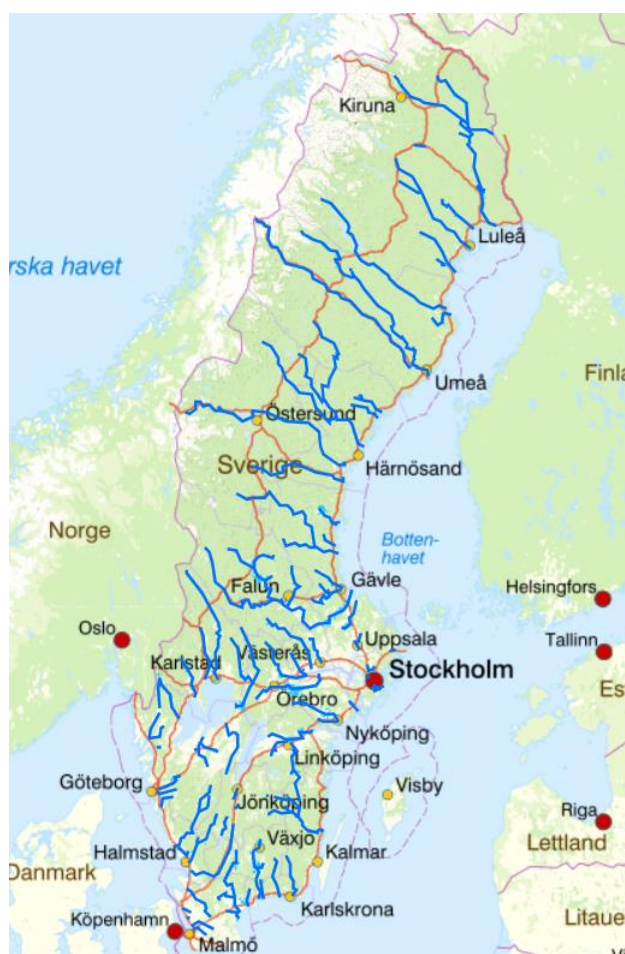 Kiruna
Luleå
rska havet
Umeå
Finla
Östersund
Sverige
Härnösand
Norge
Botten-
havet
Falun
Gävle
Helsingfors
Oslo
Uppsala
Tallinn
Karlstad
Västerås
Stockholm
Es
Örebro
Nyköping
Linköping
Göteborg
Jönköping
Visby
Riga
Växjo
Lettland
Halmstad
Kalmar
Danmark
Karlskrona
Litaue
Köpenhamn
Malmö